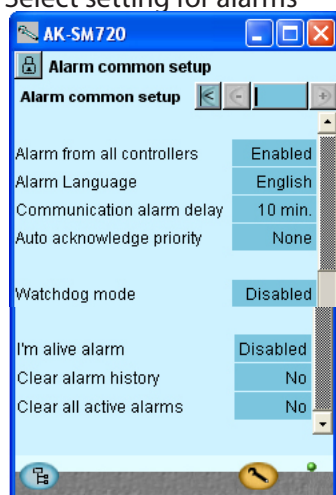 Select setting for alarms
AK-SM720
Alarm common setup
Alarm common setup
Alarm from all controllers Enabled
Alarm Language English
Communication alarm delay 10 min.
Auto acknowledge priority None
Watchdog mode Disabled
I'm alive alarm Disabled
Clear alarm history No
Clear all active alarms No